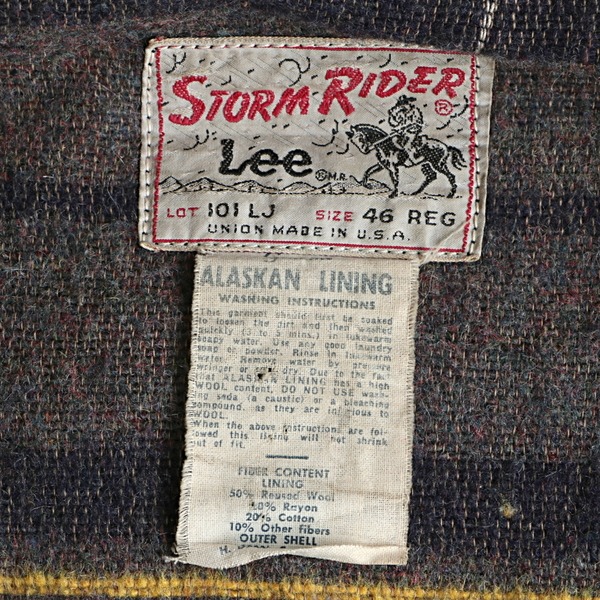 STORM RIDER ®
Lee ® M.R.
LOT 101 LJ SIZE 46 REG
UNION MADE IN U.S.A.
ALASKAN LINING
WASHING INSTRUCTIONS
This garment should first be soaked
to loosen the dirt and then washed
quickly (3 to 5 mins.) in lukewarm
soapy water. Use any good laundry
soap or powder. Rinse in lukewarm
water. Remove water by pressure
wringer or dry. Due to the fac
that ALASKAN LINING has a high
WOOL content, DO NOT USE wash-
ing soda (a caustic) or a bleaching
compound, as they are injurious to
WOOL.
When the above instructions are fol-
owed this lining will not shrink
out of fit.
FIBER CONTENT
LINING
50% Reused Wool
Rayon
20% Cotton
10% Other fibers
OUTER SHELL